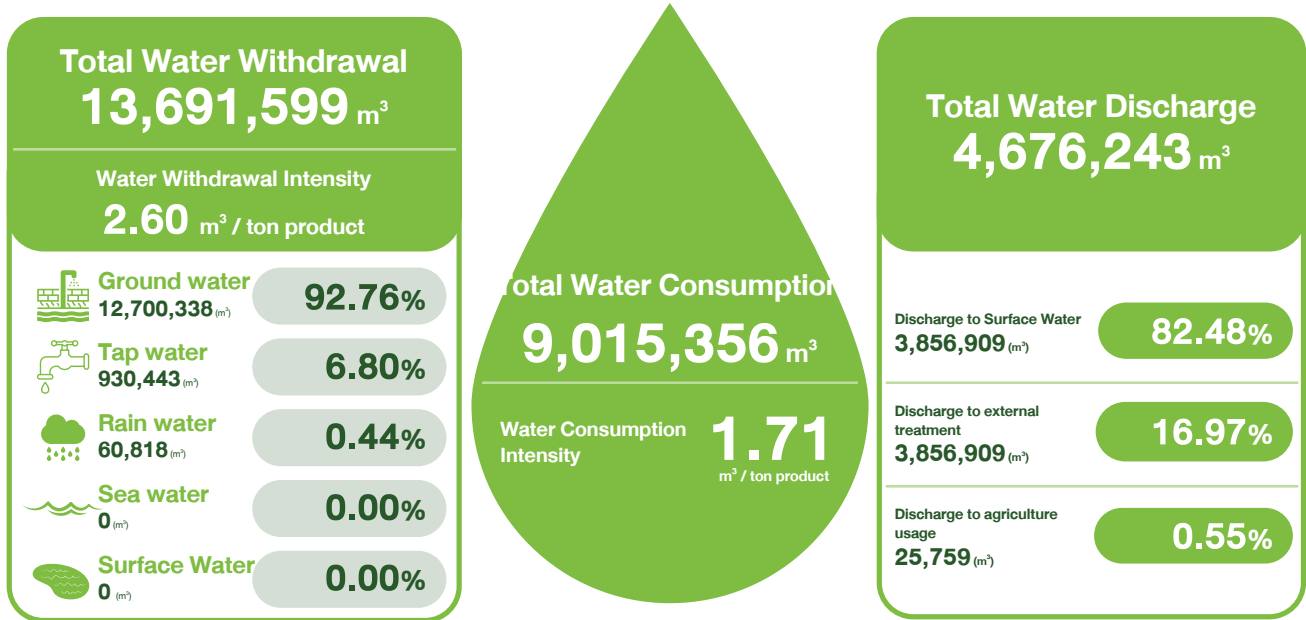 Total Water Withdrawal
13,691,599 m³
Water Withdrawal Intensity
2.60 m³ / ton product
Ground water
12,700,338 (m³)
92.76%
Tap water
930,443 (m³)
6.80%
Rain water
60,818 (m³)
0.44%
Sea water
0 (m³)
0.00%
Surface Water
0 (m³)
0.00%
Total Water Consumption
9,015,356 m³
Water Consumption
Intensity
1.71
m³ / ton product
Total Water Discharge
4,676,243 m³
Discharge to Surface Water
3,856,909 (m³)
82.48%
Discharge to external
treatment
3,856,909 (m³)
16.97%
Discharge to agriculture
usage
25,759 (m³)
0.55%